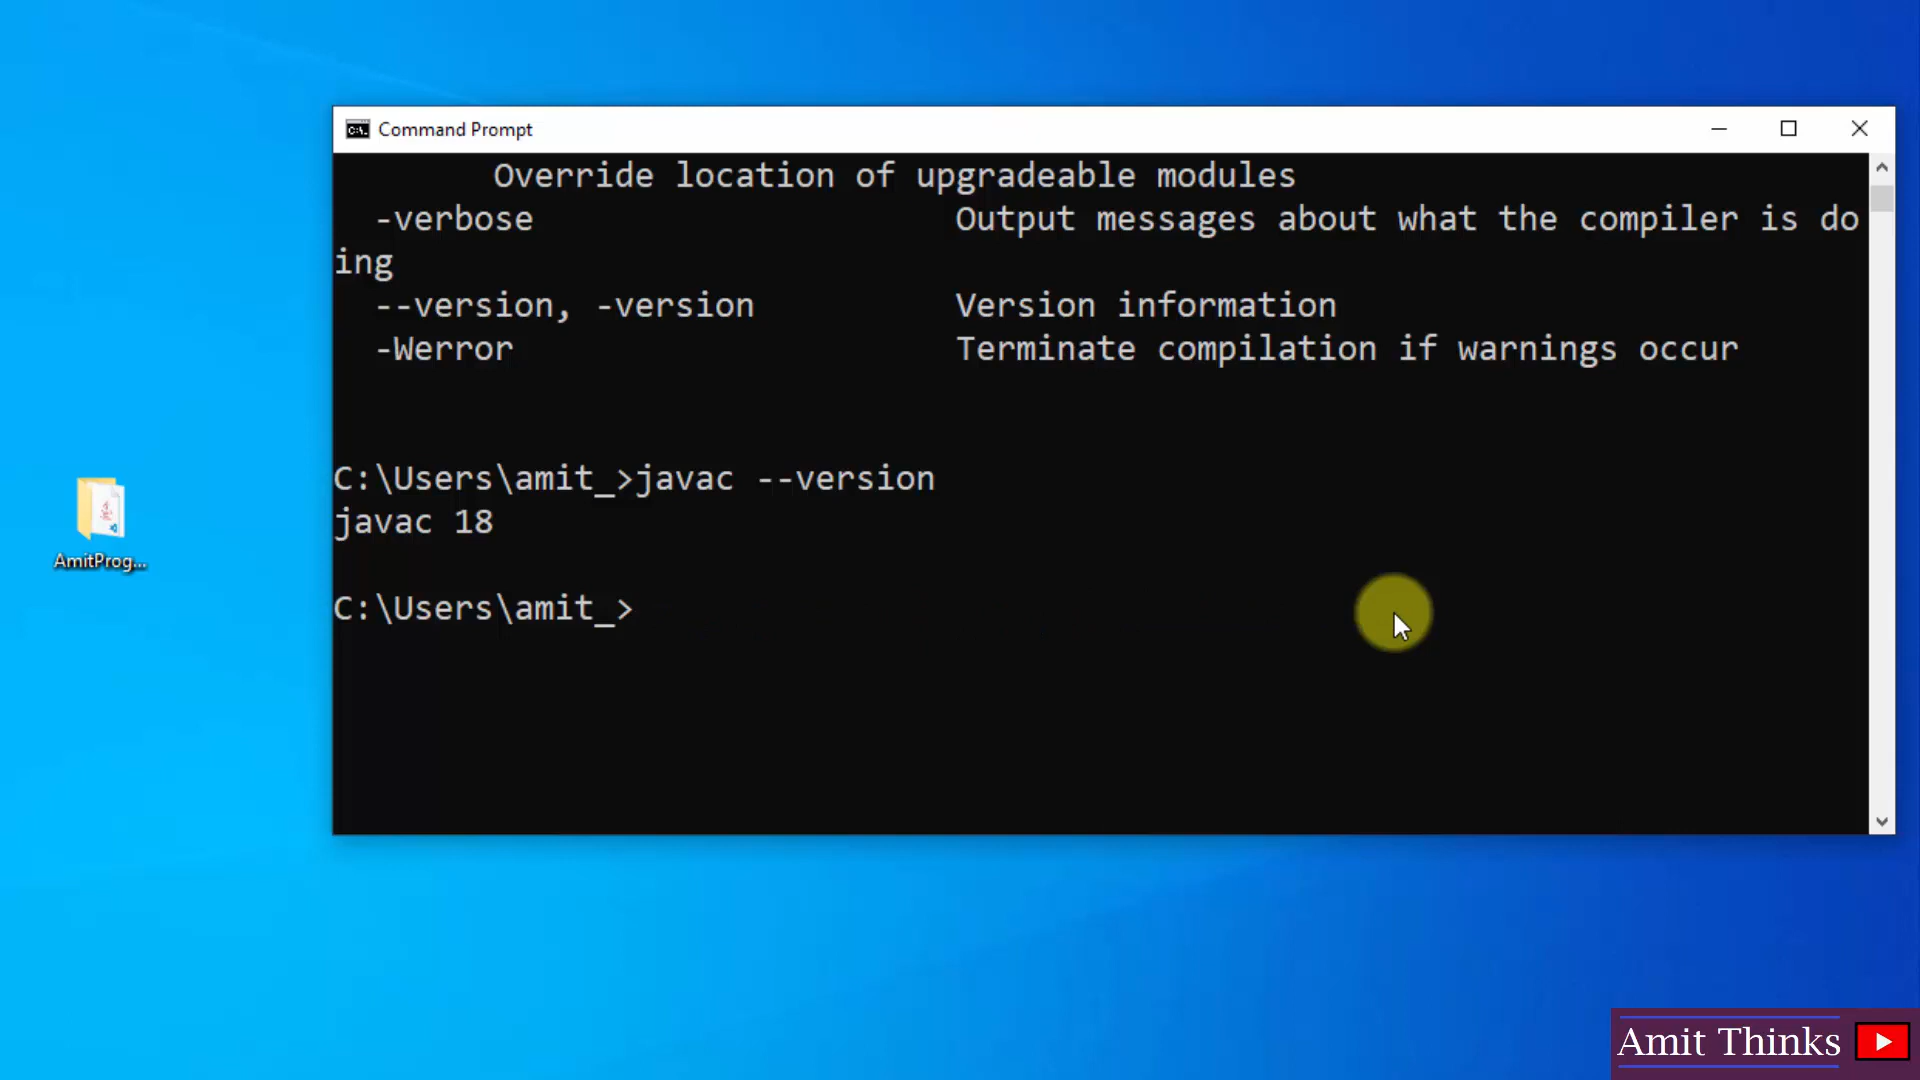 Command Prompt
Override location of upgradeable modules
-verbose Output messages about what the compiler is do
ing
--version, -version Version information
-Werror Terminate compilation if warnings occur
C:\Users\amit_>javac --version
javac 18
C:\Users\amit_>
AmitProg...
Amit Thinks